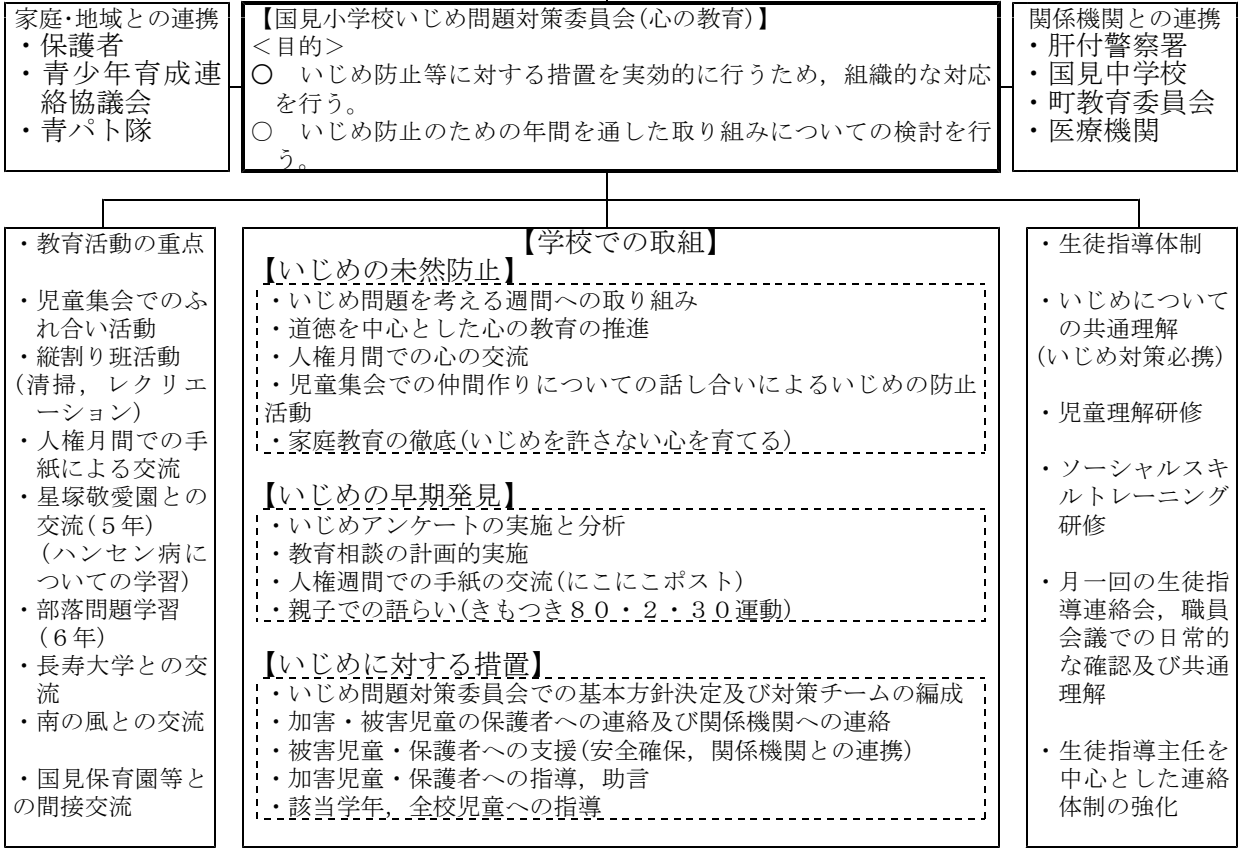 家庭・地域との連携
・保護者
・青少年育成連
絡協議会
・青パト隊
【国見小学校いじめ問題対策委員会(心の教育)】
＜目的＞
○　いじめ防止等に対する措置を実効的に行うため，組織的な対応
を行う。
○　いじめ防止のための年間を通した取り組みについての検討を行
う。
関係機関との連携
・肝付警察署
・国見中学校
・町教育委員会
・医療機関
・教育活動の重点
・児童集会でのふ
れ合い活動
・縦割り班活動
(清掃，レクリエ
ーション)
・人権月間での手
紙による交流
・星塚敬愛園との
交流(５年)
(ハンセン病に
ついての学習)
・部落問題学習
(６年)
・長寿大学との交
流
・南の風との交流
・国見保育園等と
の間接交流
【学校での取組】
【いじめの未然防止】
・いじめ問題を考える週間への取り組み
・道徳を中心とした心の教育の推進
・人権月間での心の交流
・児童集会での仲間作りについての話し合いによるいじめの防止
活動
・家庭教育の徹底(いじめを許さない心を育てる)
【いじめの早期発見】
・いじめアンケートの実施と分析
・教育相談の計画的実施
・人権週間での手紙の交流(にこにこポスト)
・親子での語らい(きもつき８０・２・３０運動)
【いじめに対する措置】
・いじめ問題対策委員会での基本方針決定及び対策チームの編成
・加害・被害児童の保護者への連絡及び関係機関への連絡
・被害児童・保護者への支援(安全確保，関係機関との連携)
・加害児童・保護者への指導，助言
・該当学年，全校児童への指導
・生徒指導体制
・いじめについて
の共通理解
(いじめ対策必携)
・児童理解研修
・ソーシャルスキ
ルトレーニング
研修
・月一回の生徒指
導連絡会，職員
会議での日常的
な確認及び共通
理解
・生徒指導主任を
中心とした連絡
体制の強化